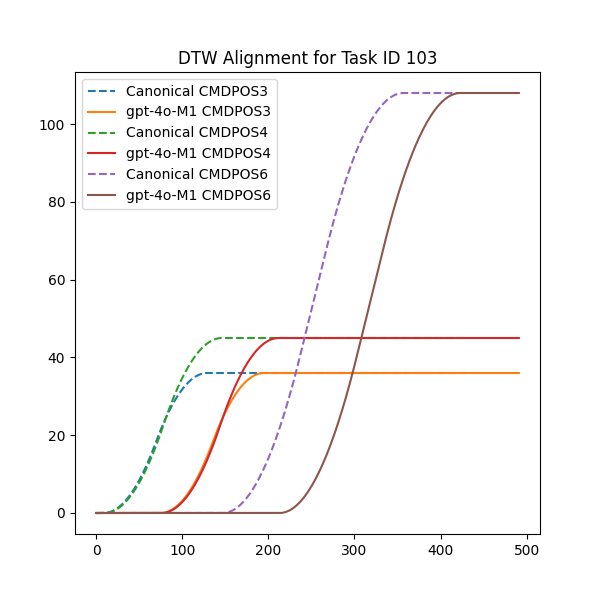 DTW Alignment for Task ID 103
Canonical CMDPOS3
gpt-4o-M1 CMDPOS3
Canonical CMDPOS4
gpt-4o-M1 CMDPOS4
Canonical CMDPOS6
gpt-4o-M1 CMDPOS6
100
80
60
40
20
0
0 100 200 300 400 500